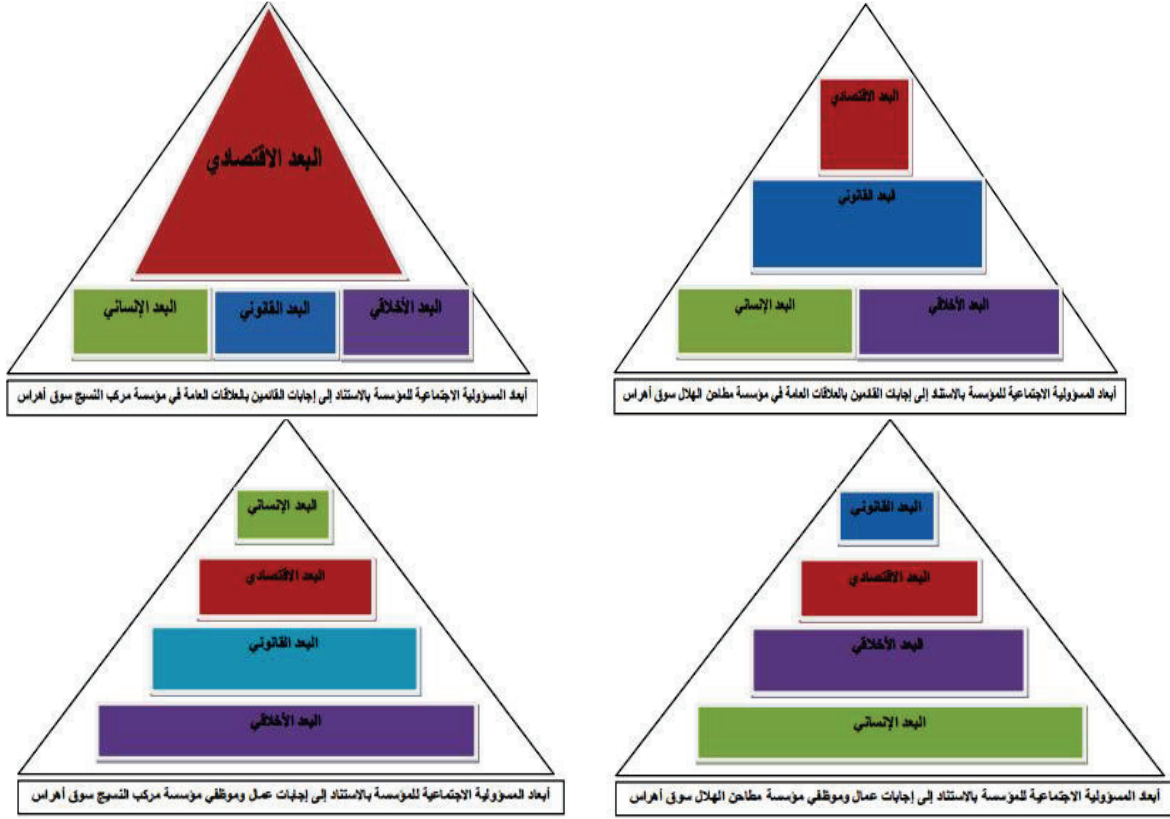 البعد الاقتصادي
البعد الأخلاقي
البعد القانوني
البعد الإنساني
أبعاد المسؤولية الاجتماعية للمؤسسة بالاستناد إلى إجابات القائمين بالعلاقات العامة في مؤسسة مركب النسيج سوق أهراس
البعد الاقتصادي
البعد القانوني
البعد الأخلاقي
البعد الإنساني
أبعاد المسؤولية الاجتماعية للمؤسسة بالاستناد إلى إجابات القائمين بالعلاقات العامة في مؤسسة مطاحن الهلال سوق أهراس
البعد الإنساني
البعد الاقتصادي
البعد القانوني
البعد الأخلاقي
أبعاد المسؤولية الاجتماعية للمؤسسة بالاستناد إلى إجابات عمال وموظفي مؤسسة مركب النسيج سوق أهراس
البعد القانوني
البعد الاقتصادي
البعد الأخلاقي
البعد الإنساني
أبعاد المسؤولية الاجتماعية للمؤسسة بالاستناد إلى إجابات عمال وموظفي مؤسسة مطاحن الهلال سوق أهراس